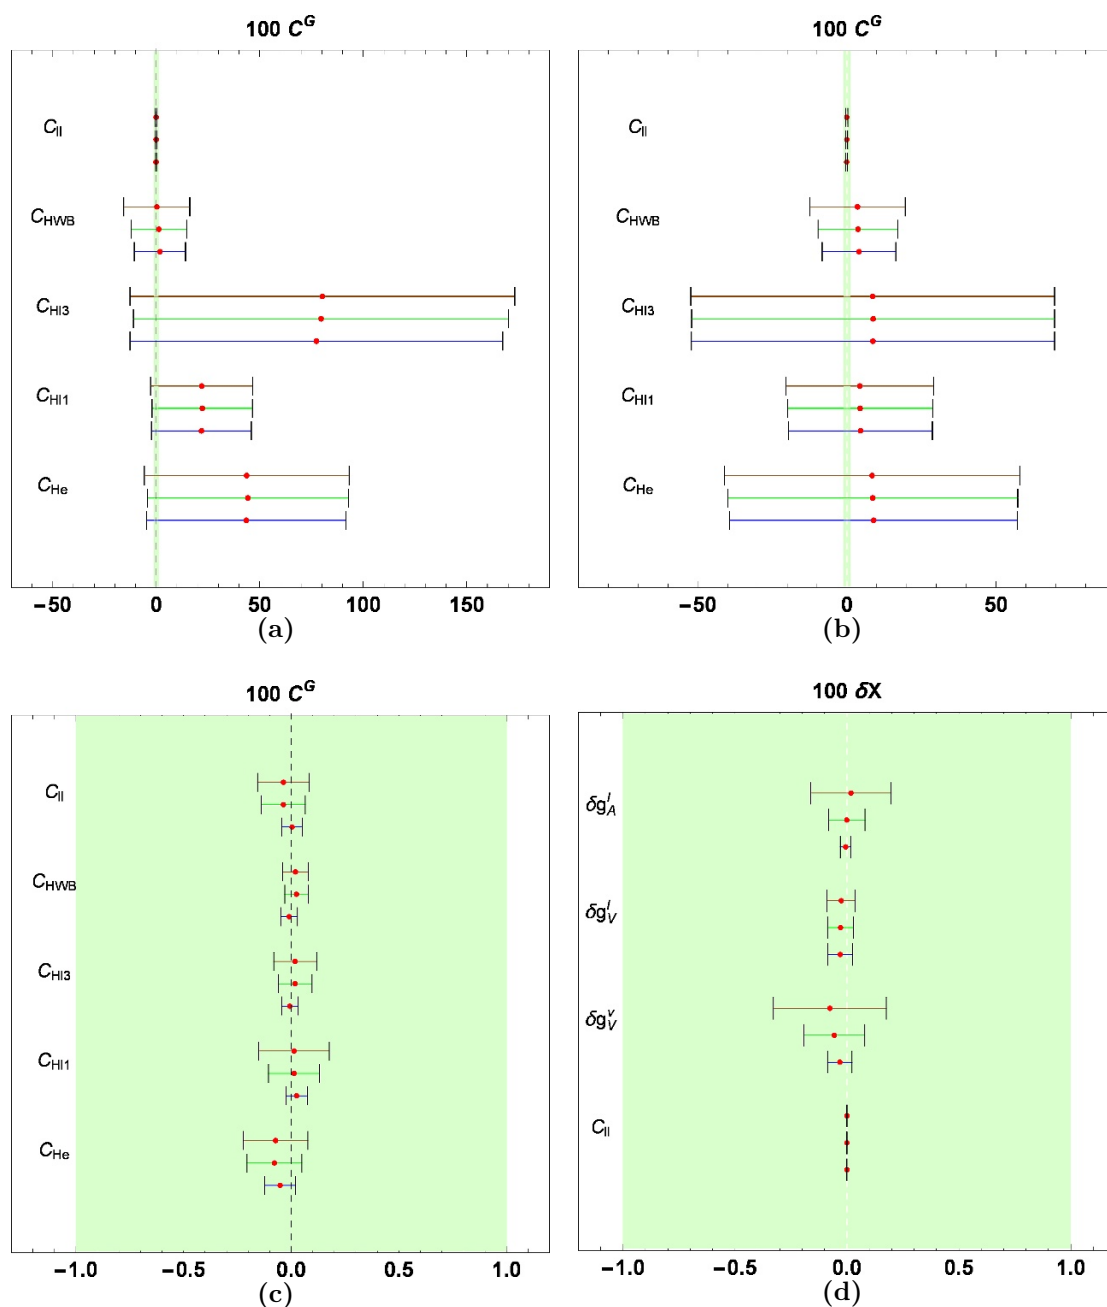 100 C^G
C_ll
C_HWB
C_Hl3
C_Hl1
C_He
−50 0 50 100 150
(a)
100 C^G
C_ll
C_HWB
C_Hl3
C_Hl1
C_He
−50 0 50
(b)
100 C^G
C_ll
C_HWB
C_Hl3
C_Hl1
C_He
−1.0 −0.5 0.0 0.5 1.0
(c)
100 δX
δg_A^l
δg_V^l
δg_V^ν
C_ll
−1.0 −0.5 0.0 0.5 1.0
(d)